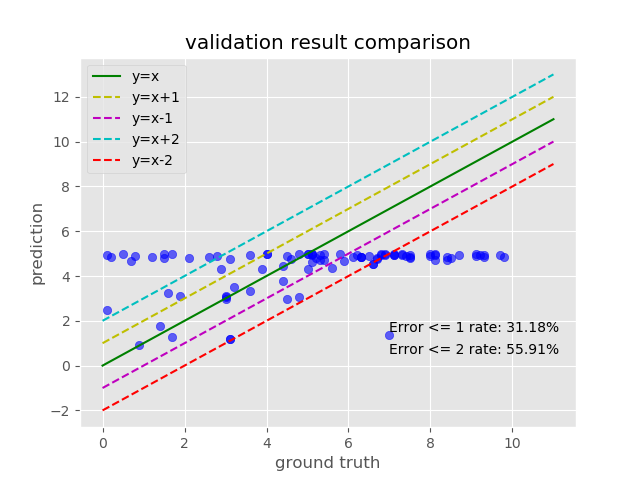 validation result comparison
y=x
y=x+1
y=x-1
y=x+2
y=x-2
12
10
8
6
4
2
0
−2
prediction
Error <= 1 rate: 31.18%
Error <= 2 rate: 55.91%
0 2 4 6 8 10
ground truth